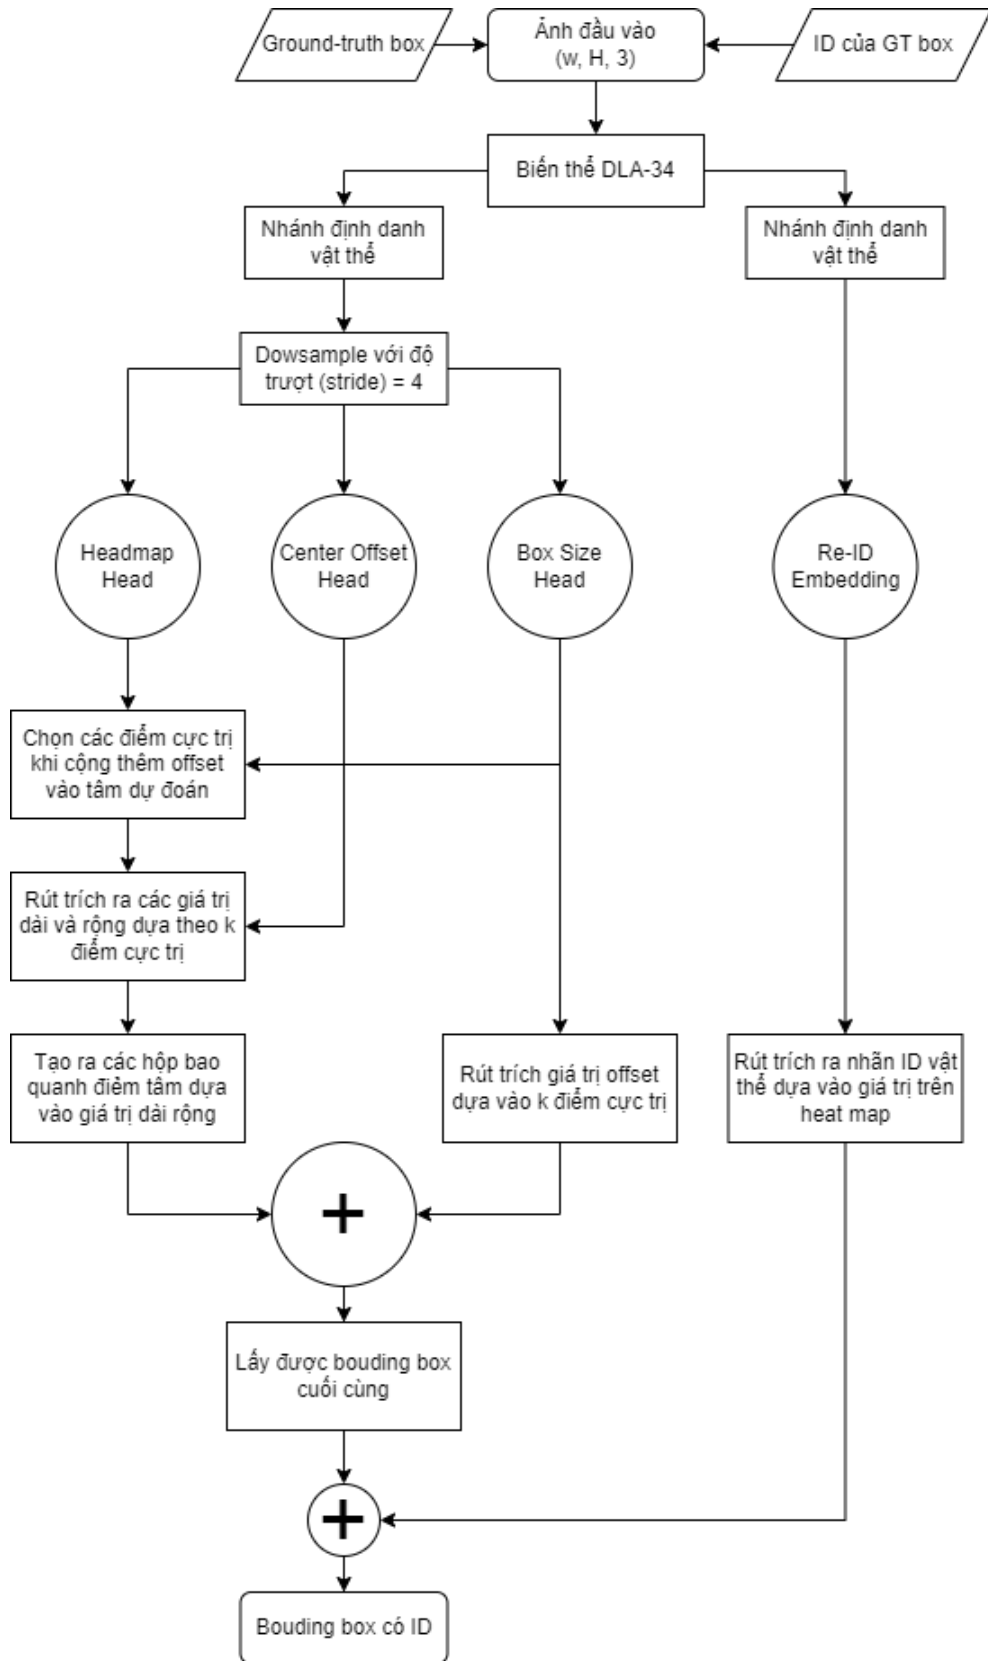 Ground-truth box
Ảnh đầu vào
(w, H, 3)
ID của GT box
Biến thể DLA-34
Nhánh định danh
vật thể
Nhánh định danh
vật thể
Dowsample với độ
trượt (stride) = 4
Headmap
Head
Center Offset
Head
Box Size
Head
Re-ID
Embedding
Chọn các điểm cực trị
khi cộng thêm offset
vào tâm dự đoán
Rút trích ra các giá trị
dài và rộng dựa theo k
điểm cực trị
Tạo ra các hộp bao
quanh điẻm tâm dựa
vào giá trị dài rộng
Rút trích giá trị offset
dựa vào k điểm cực trị
Rút trích ra nhãn ID vật
thể dựa vào giá trị trên
heat map
+
Lấy được bouding box
cuối cùng
+
Bouding box có ID